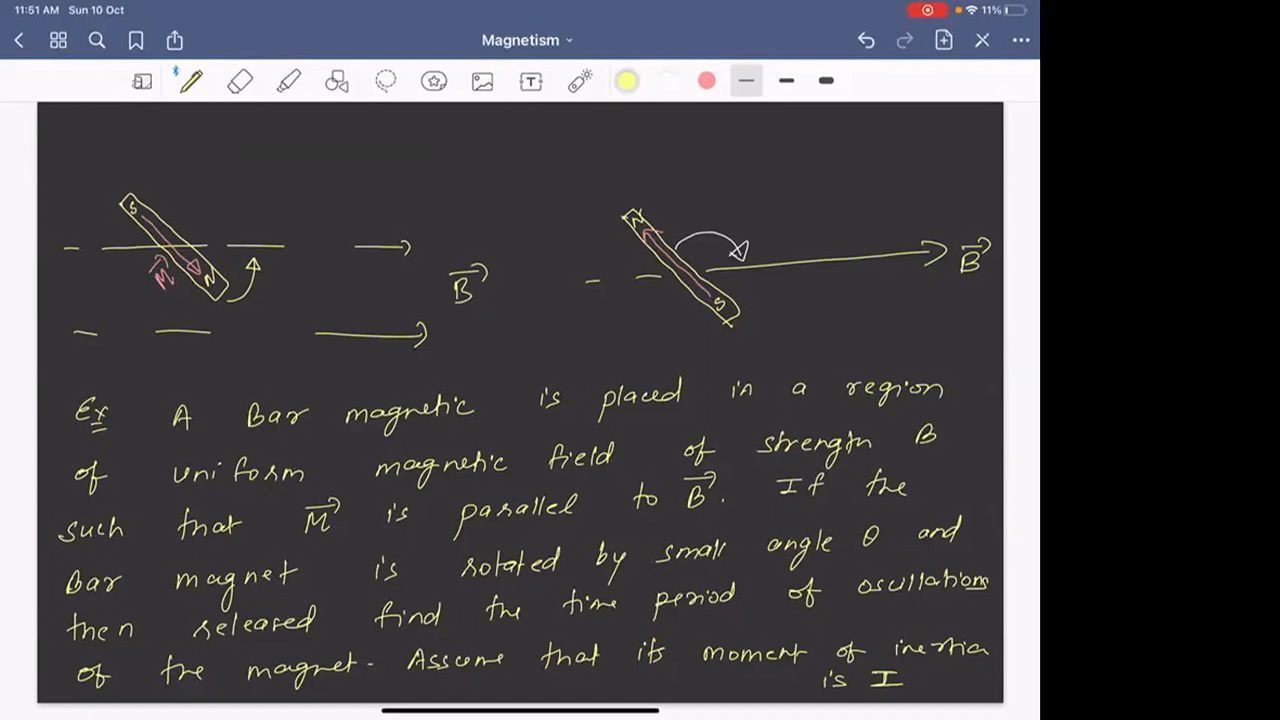 11:51 AM Sun 10 Oct
11%
Magnetism
T
S
M
N
B
N
S
B
Ex A Bar magnetic is placed in a region
of uniform magnetic field of strength B
such that M is parallel to B. If the
Bar magnet is rotated by small angle θ and
then released find the time period of oscullations
of the magnet. Assume that its moment of inertia
is I